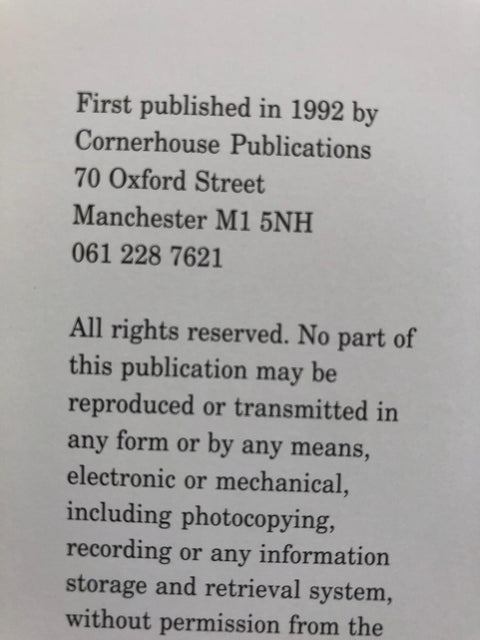 First published in 1992 by
Cornerhouse Publications
70 Oxford Street
Manchester M1 5NH
061 228 7621
All rights reserved. No part of
this publication may be
reproduced or transmitted in
any form or by any means,
electronic or mechanical,
including photocopying,
recording or any information
storage and retrieval system,
without permission from the